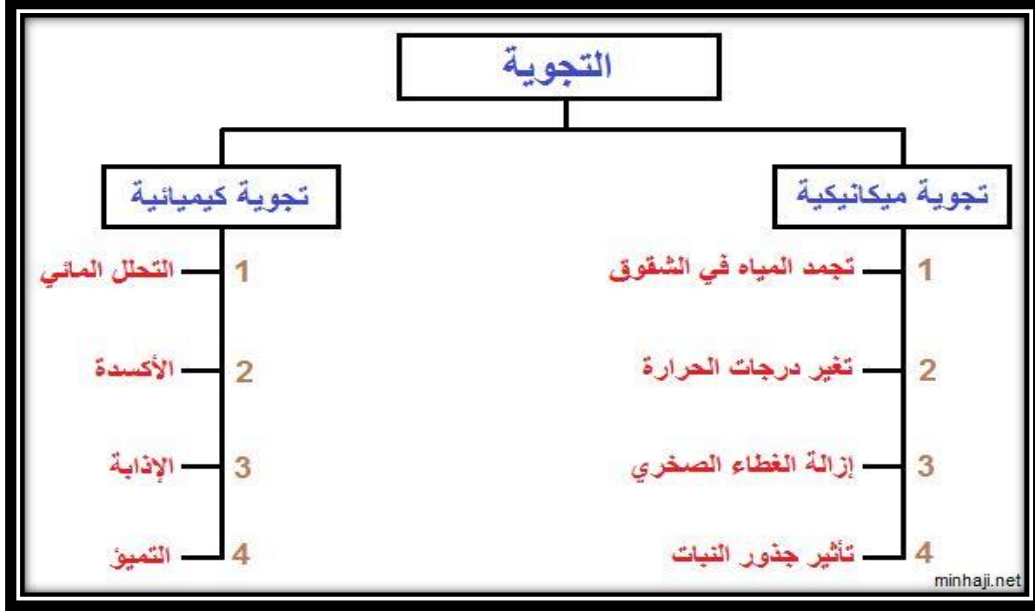 التجوية
تجوية ميكانيكية
1 تجمد المياه في الشقوق
2 تغير درجات الحرارة
3 إزالة الغطاء الصخري
4 تأثير جذور النبات
تجوية كيميائية
1 التحلل المائي
2 الأكسدة
3 الإذابة
4 التميؤ
minhaji.net